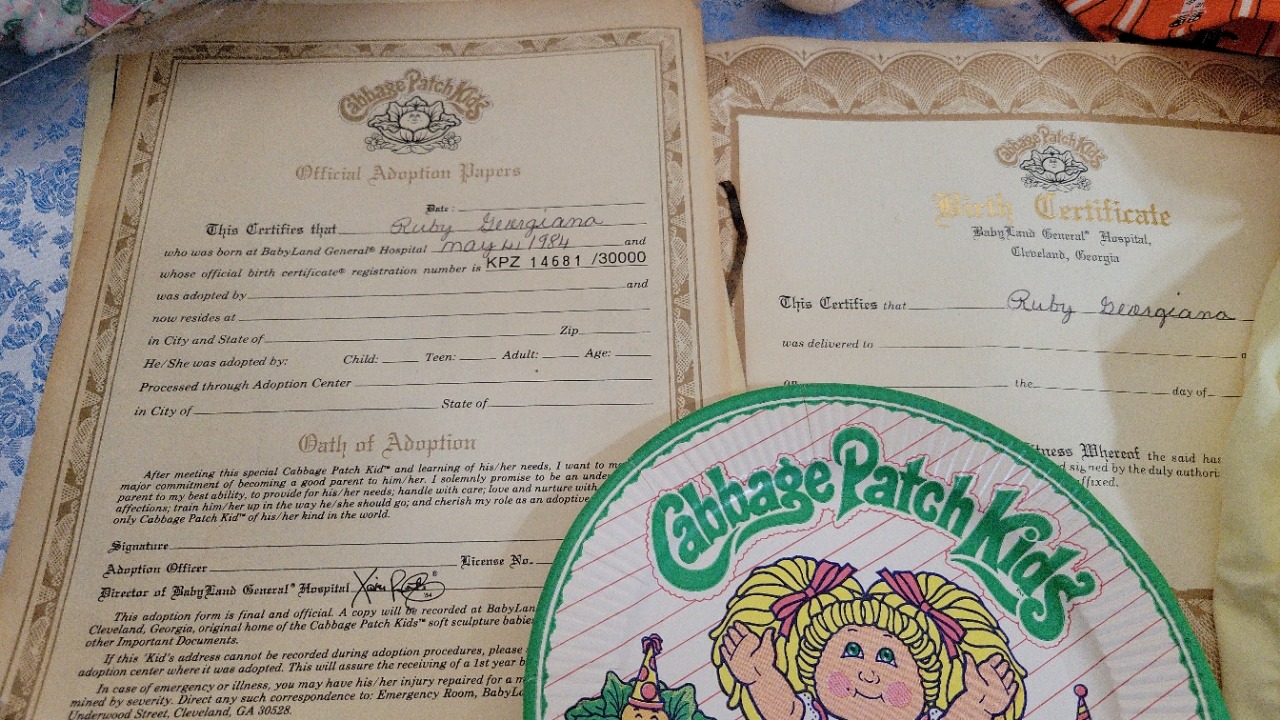 Cabbage Patch Kids
Official Adoption Papers
Date:
This Certifies that Ruby Georgiana
who was born at BabyLand General® Hospital May 4, 1984 and
whose official birth certificate® registration number is KPZ 14681 /30000
was adopted by and
now resides at
in City and State of Zip
He/She was adopted by: Child: Teen: Adult: Age:
Processed through Adoption Center
in City of State of
Oath of Adoption
After meeting this special Cabbage Patch Kid™ and learning of his/her needs, I want to
major commitment of becoming a good parent to him/her. I solemnly promise to be an
parent to my best ability, to provide for his/her needs; handle with care; love and nurture with
affections; train him/her up in the way he/she should go; and cherish my role as an adoptive
only Cabbage Patch Kid™ of his/her kind in the world.
Signature
Adoption Officer License No.
Director of BabyLand General® Hospital
This adoption form is final and official. A copy will be recorded at
Cleveland, Georgia, original home of the Cabbage Patch Kids™ soft sculpture
other Important Documents.
If this 'Kid's address cannot be recorded during adoption procedures, please
adoption center where it was adopted. This will assure the receiving of a 1st year
In case of emergency or illness, you may have his/her injury repaired for a
mined by severity. Direct any such correspondence to: Emergency Room,
Underwood Street, Cleveland, GA 30528.
Cabbage Patch Kids
Birth Certificate
BabyLand General® Hospital,
Cleveland, Georgia
This Certifies that Ruby Georgiana
was delivered to
on the day of
Whereof the said has
signed by the duly
ffixed.
Cabbage Patch Kids